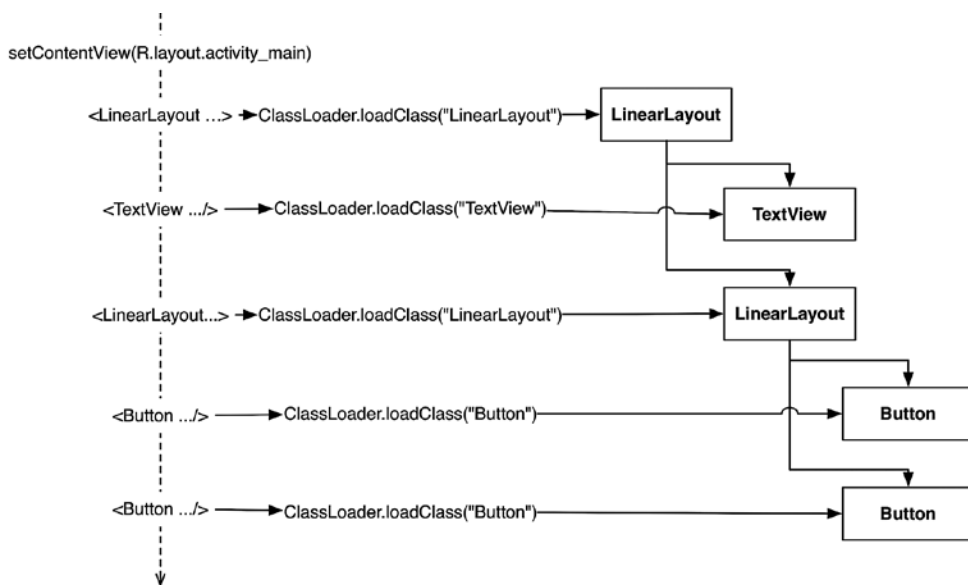 setContentView(R.layout.activity_main)
<LinearLayout ...> ClassLoader.loadClass("LinearLayout") LinearLayout
<TextView .../> ClassLoader.loadClass("TextView") TextView
<LinearLayout...> ClassLoader.loadClass("LinearLayout") LinearLayout
<Button .../> ClassLoader.loadClass("Button") Button
<Button .../> ClassLoader.loadClass("Button") Button